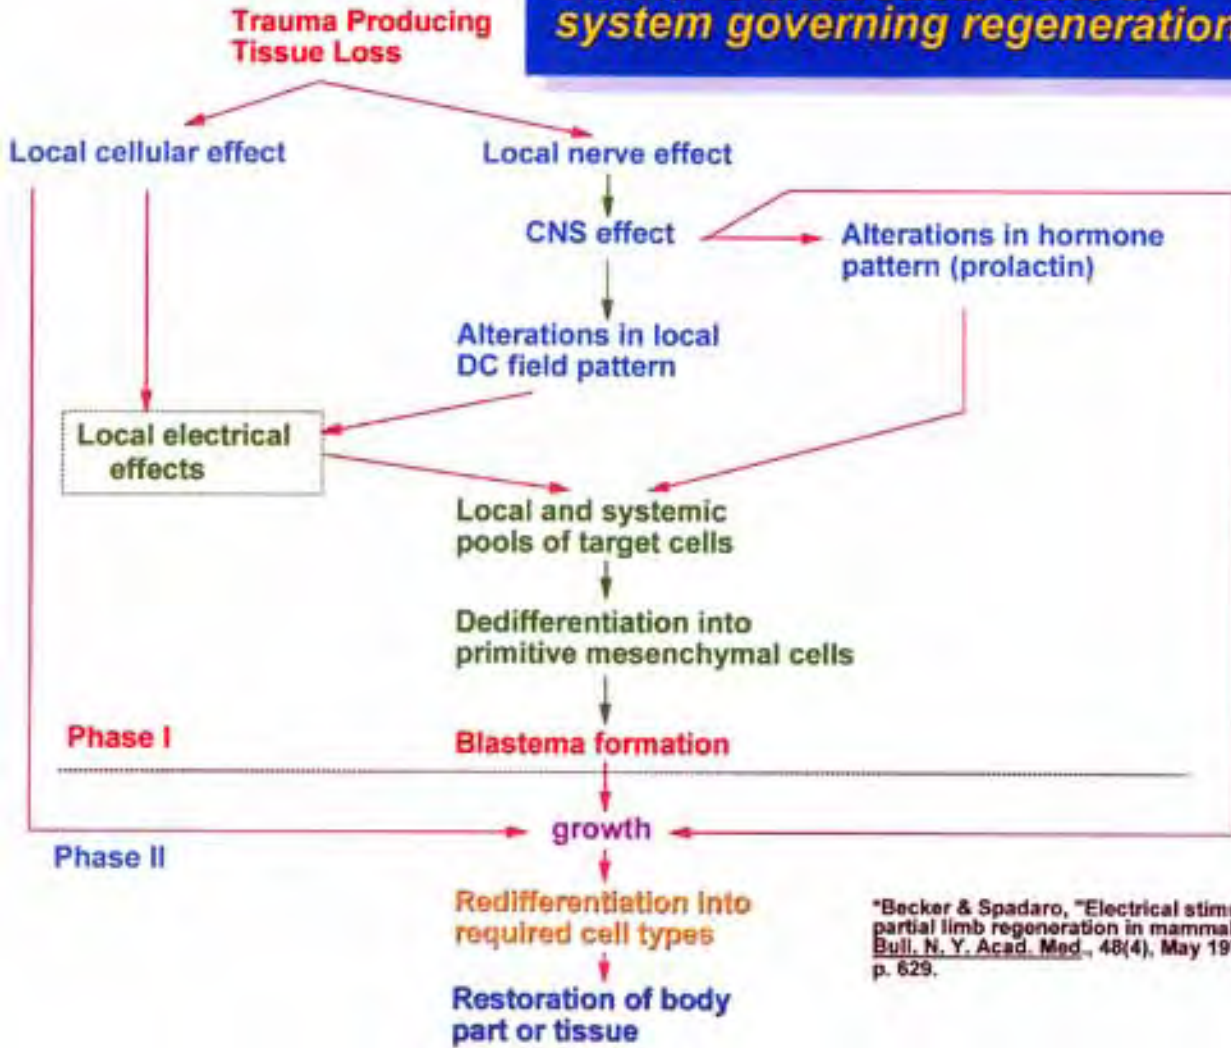 system governing regeneration
Trauma Producing
Tissue Loss
Local cellular effect
Local nerve effect
CNS effect
Alterations in hormone
pattern (prolactin)
Alterations in local
DC field pattern
Local electrical
effects
Local and systemic
pools of target cells
Dedifferentiation into
primitive mesenchymal cells
Phase I
Blastema formation
growth
Phase II
Redifferentiation into
required cell types
Restoration of body
part or tissue
"Becker & Spadaro, "Electrical
partial limb regeneration in
Bull. N. Y. Acad. Med., 48(4), May
p. 629.